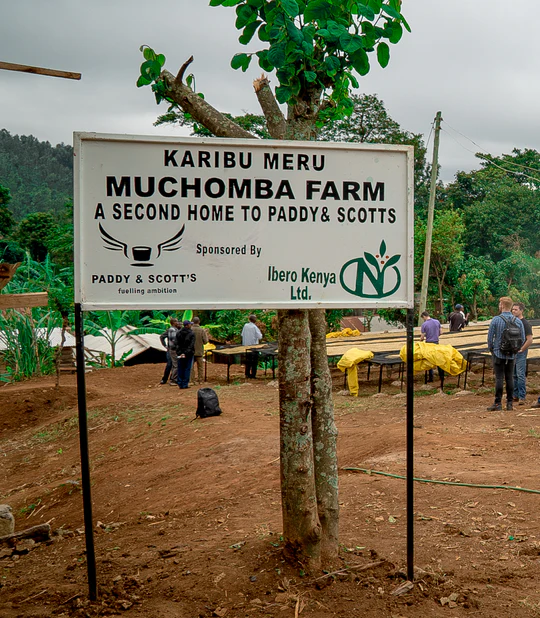 KARIBU MERU
MUCHOMBA FARM
A SECOND HOME TO PADDY& SCOTTS
Sponsored By
PADDY & SCOTT'S
fuelling ambition
Ibero Kenya
Ltd.